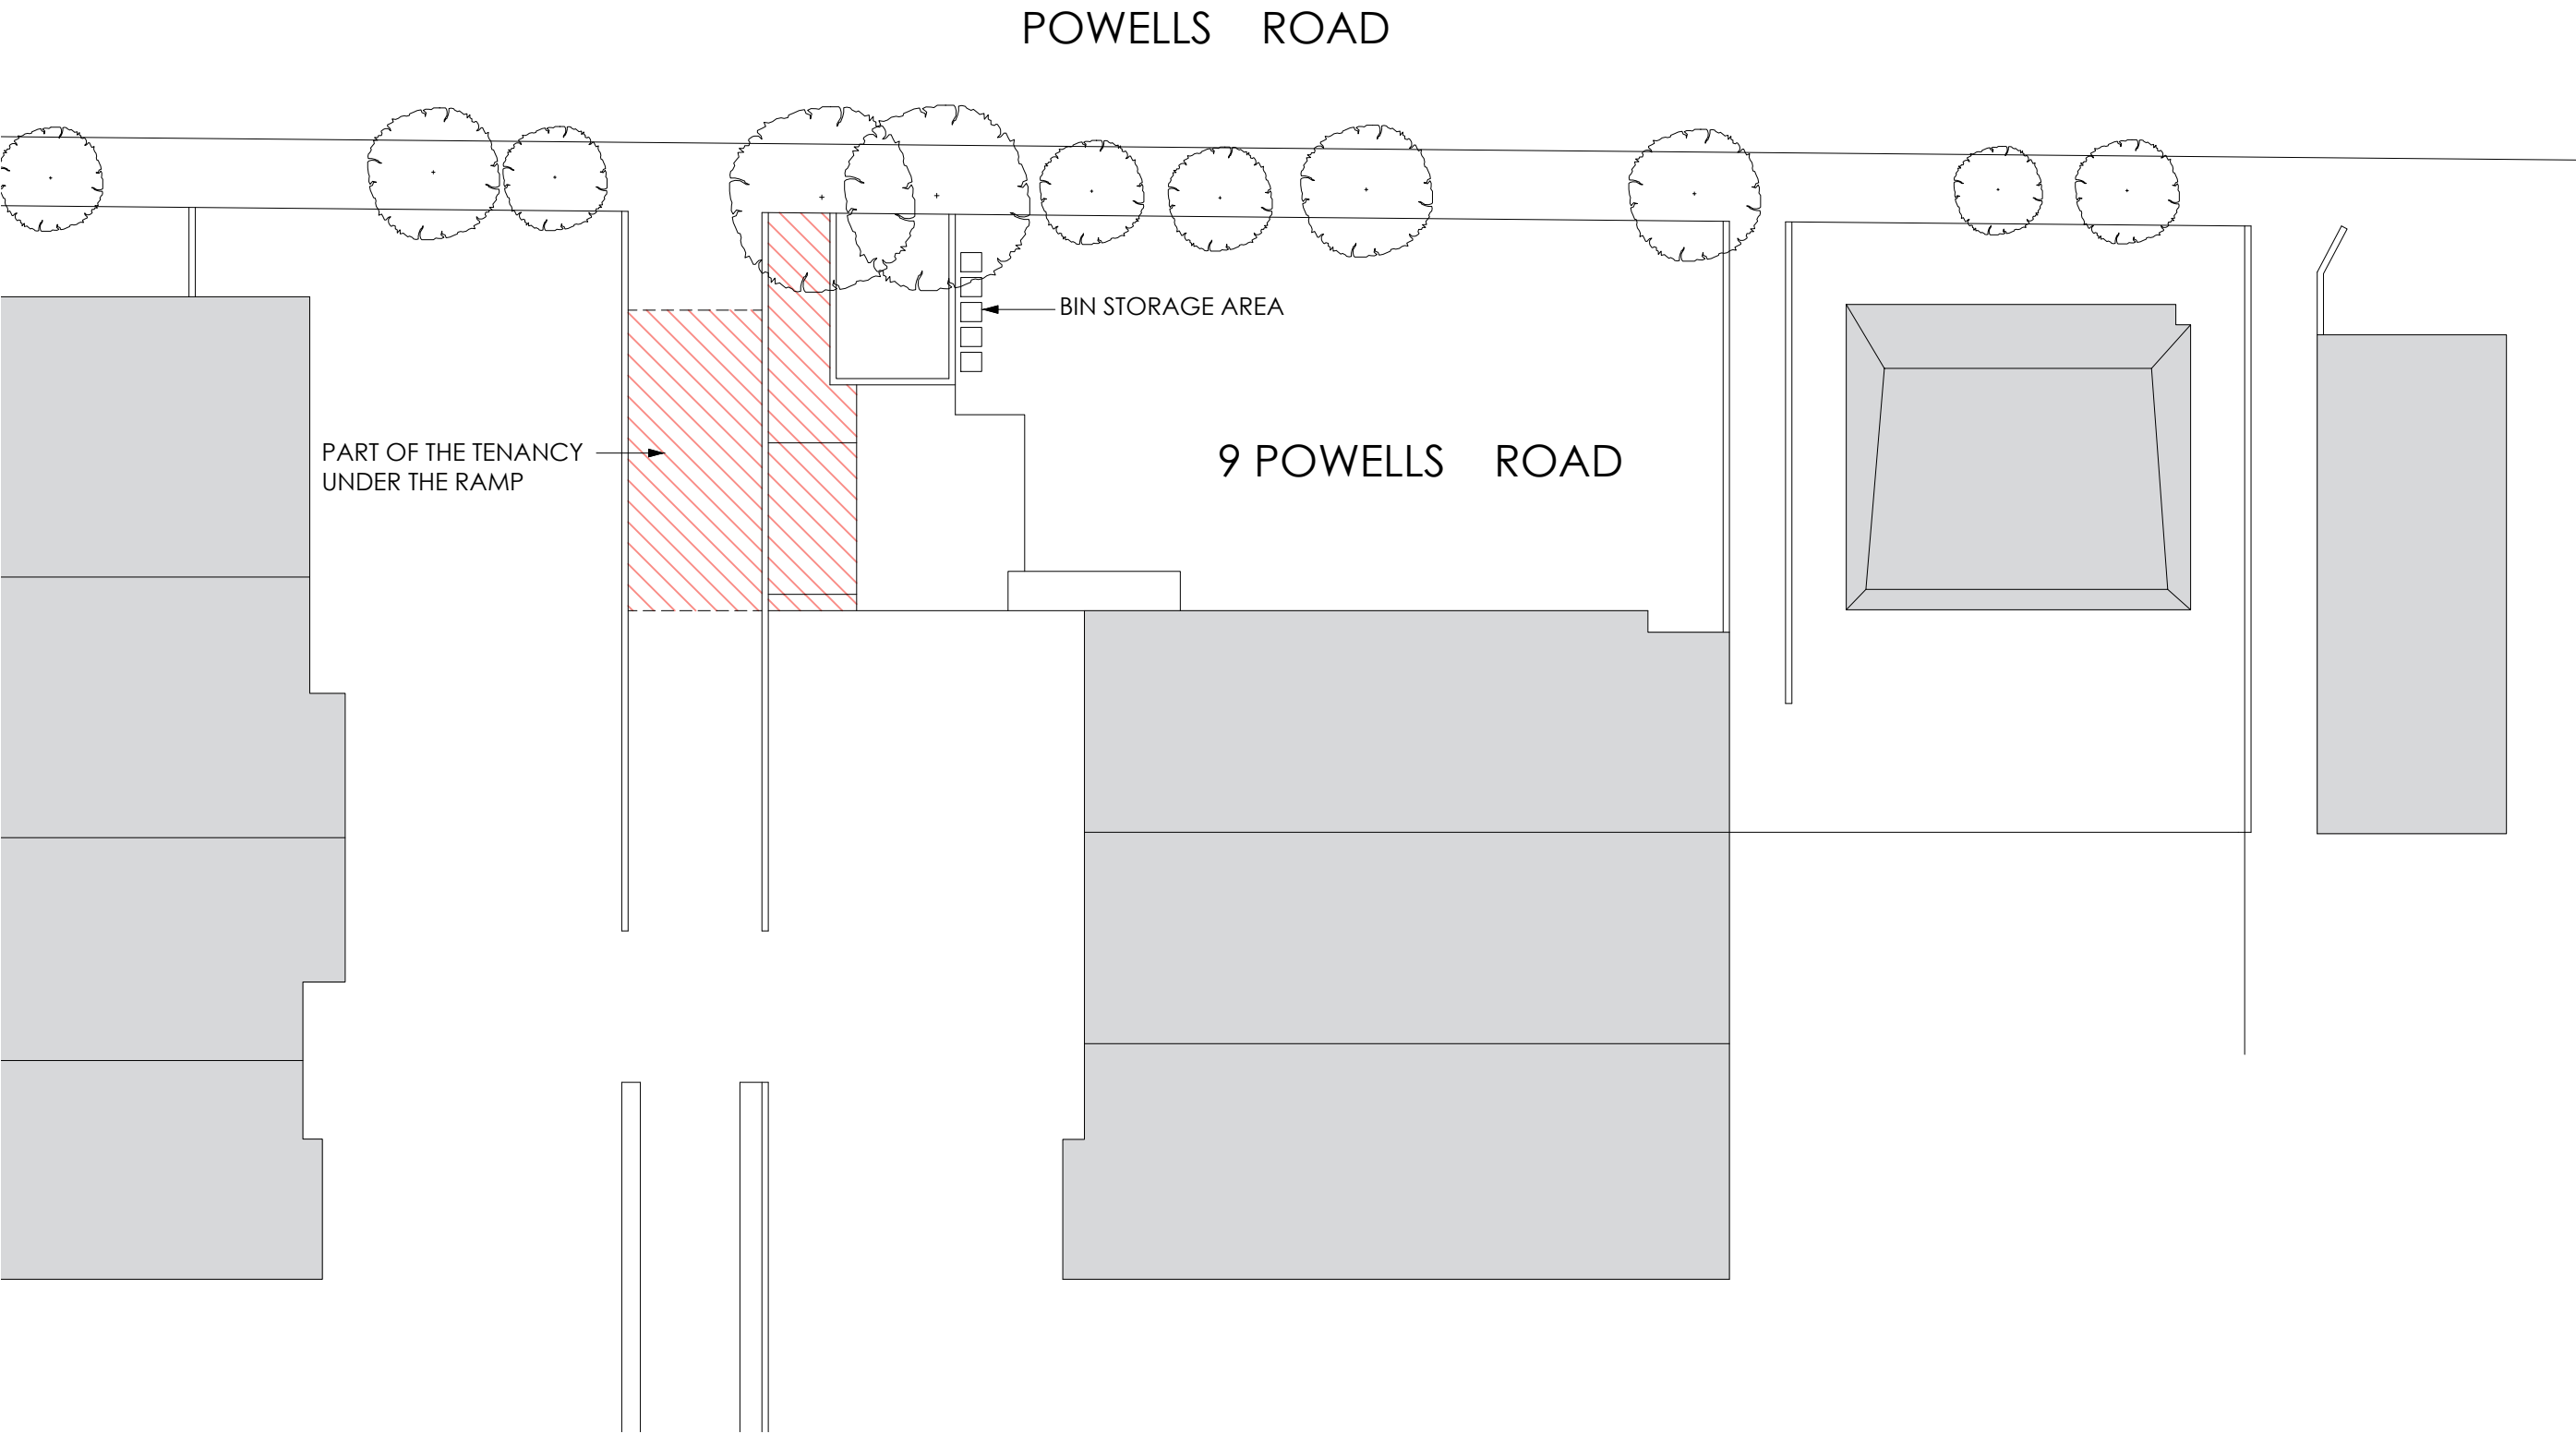 POWELLS ROAD
BIN STORAGE AREA
PART OF THE TENANCY
UNDER THE RAMP
9 POWELLS ROAD